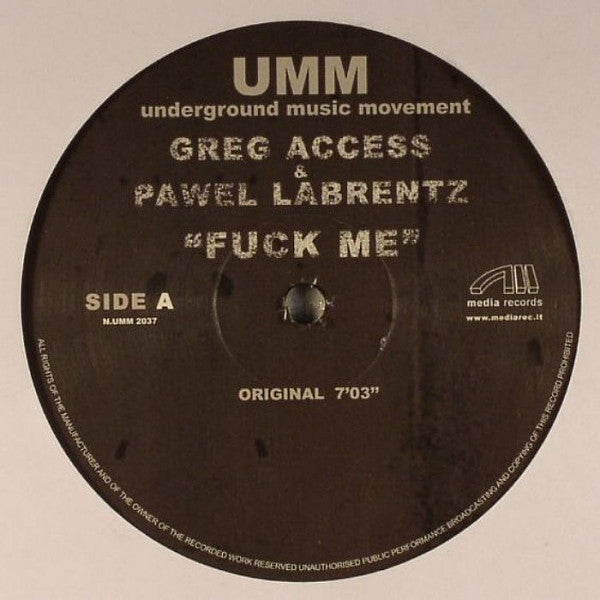 UMM
underground music movement
GREG ACCESS
&
PAWEL LABRENTZ
"FUCK ME"
SIDE A
N.UMM 2037
media records
www.mediarec.it
ORIGINAL 7'03"
ALL RIGHTS OF THE MANUFACTURER AND OF THE OWNER OF THE RECORDED WORK RESERVED UNAUTHORISED PUBLIC PERFORMANCE BROADCASTING AND COPYING OF THIS RECORD PROHIBITED